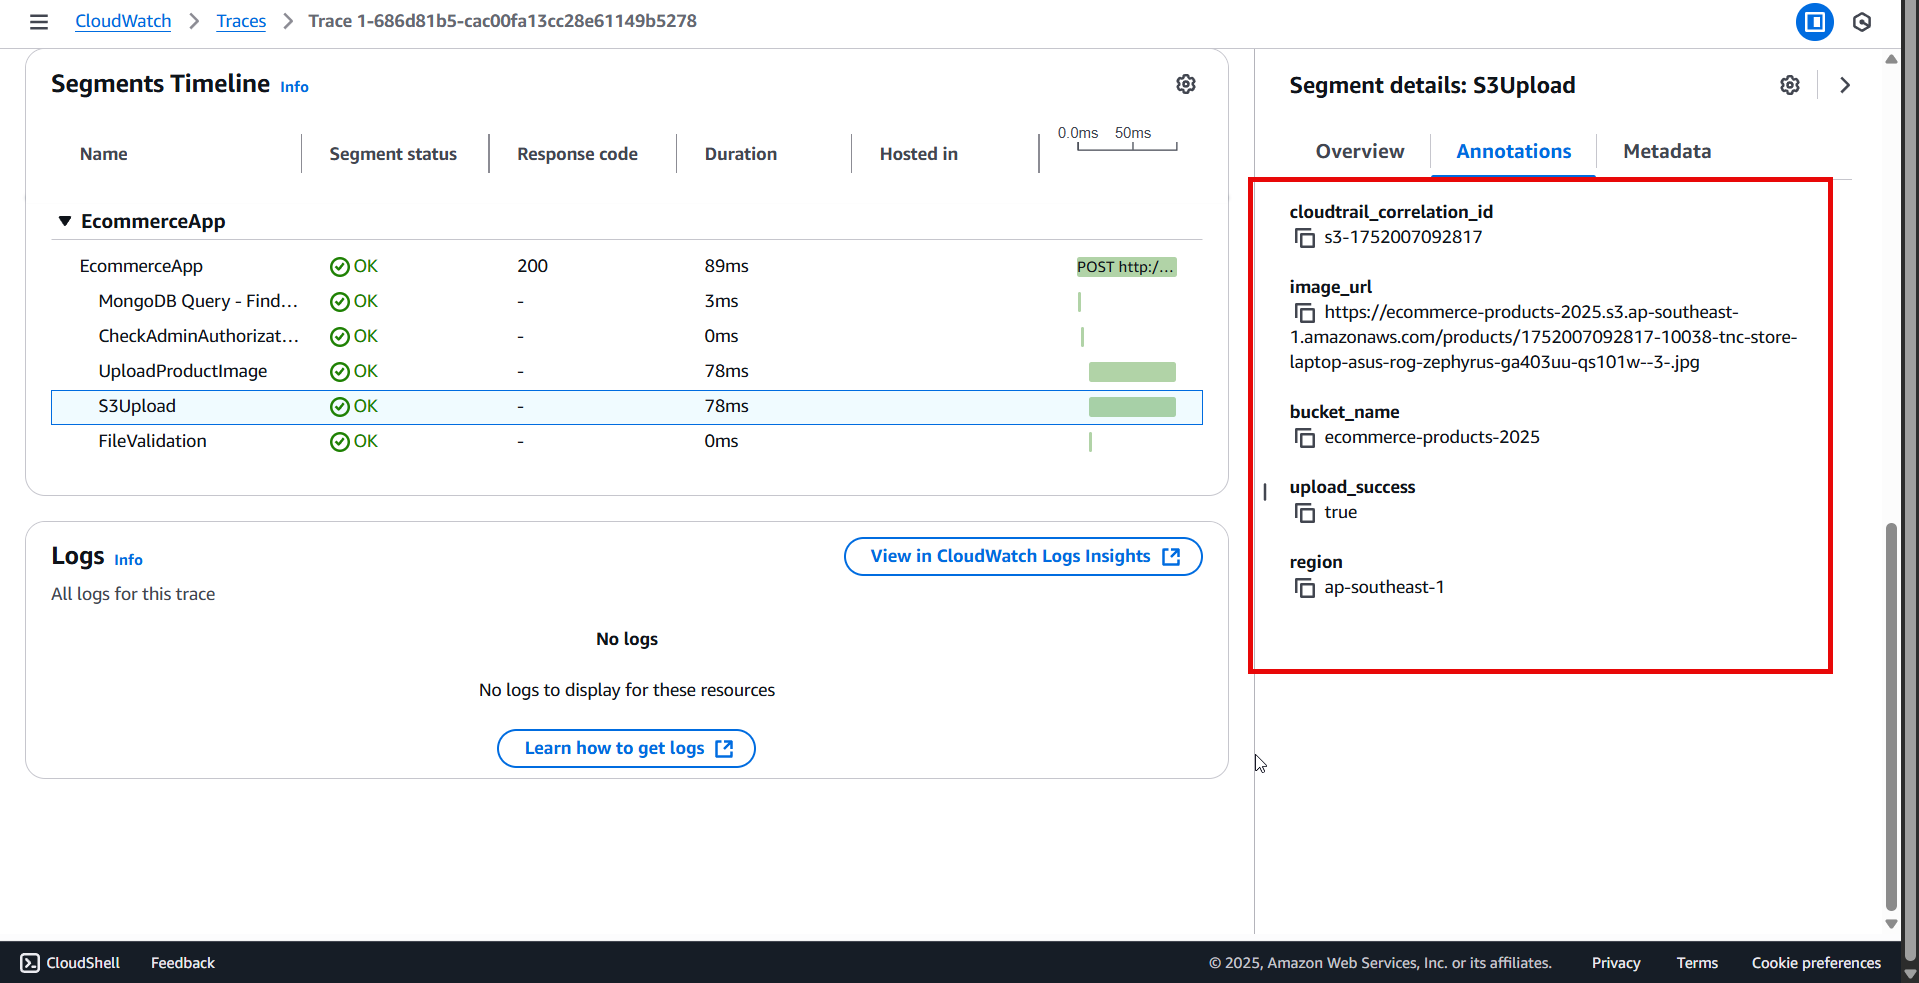 CloudWatch
Traces
Trace 1-686d81b5-cac00fa13cc28e61149b5278
Segments Timeline Info
0.0ms 50ms
Name Segment status Response code Duration Hosted in
EcommerceApp
EcommerceApp OK 200 89ms POST http:/...
MongoDB Query - Find... OK - 3ms
CheckAdminAuthorizat... OK - 0ms
UploadProductImage OK - 78ms
S3Upload OK - 78ms
FileValidation OK - 0ms
Logs Info
View in CloudWatch Logs Insights
All logs for this trace
No logs
No logs to display for these resources
Learn how to get logs
Segment details: S3Upload
Overview Annotations Metadata
cloudtrail_correlation_id
s3-1752007092817
image_url
https://ecommerce-products-2025.s3.ap-southeast-
1.amazonaws.com/products/1752007092817-10038-tnc-store-
laptop-asus-rog-zephyrus-ga403uu-qs101w--3-.jpg
bucket_name
ecommerce-products-2025
upload_success
true
region
ap-southeast-1
CloudShell Feedback © 2025, Amazon Web Services, Inc. or its affiliates. Privacy Terms Cookie preferences